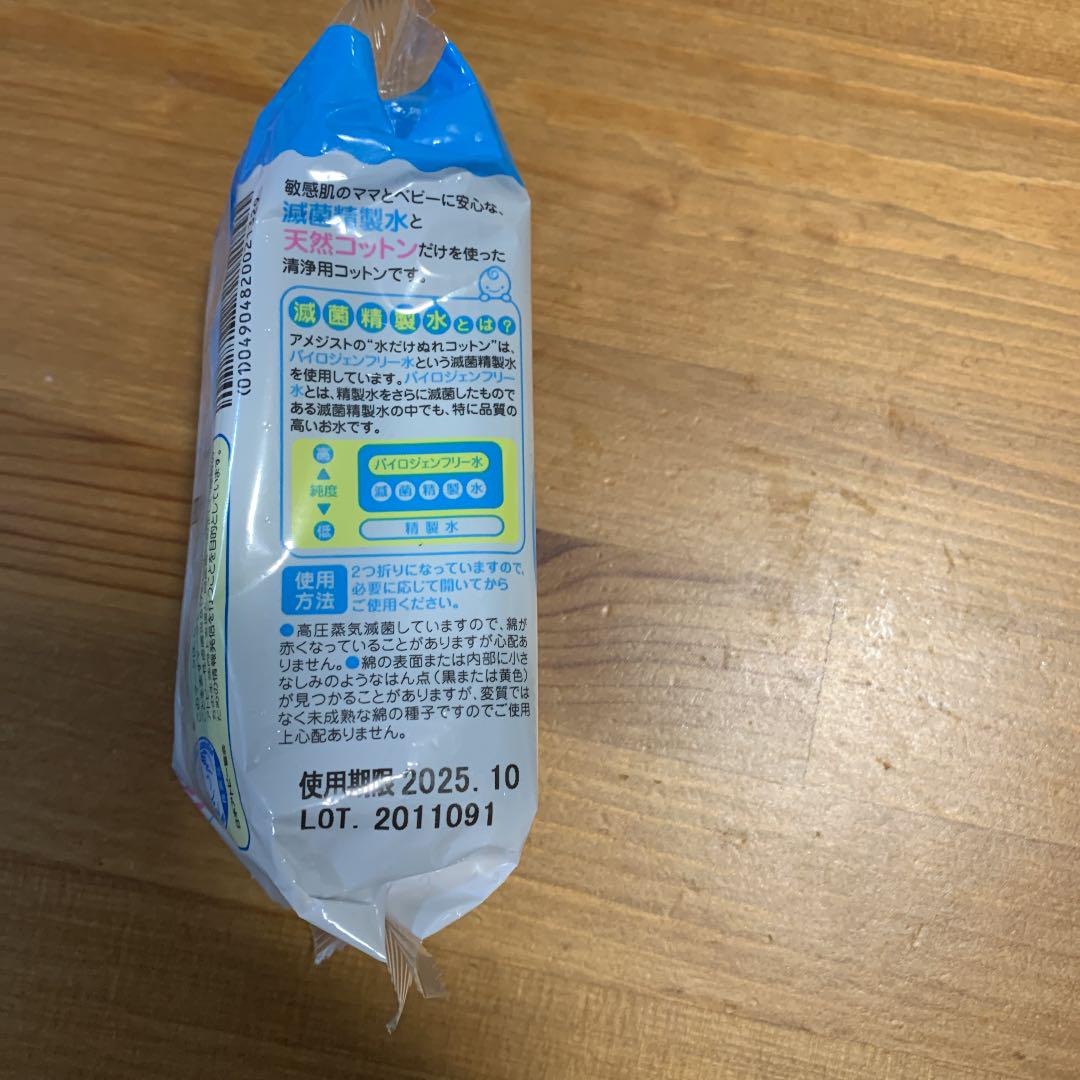 敏感肌のママとベビーに安心な、
滅菌精製水と
天然コットンだけを使った
清浄用コットンです。
滅菌精製水とは?
アメジストの“水だけぬれコットン”は、
パイロジェンフリー水という滅菌精製水
を使用しています。パイロジェンフリー
水とは、精製水をさらに滅菌したもので
ある滅菌精製水の中でも、特に品質の
高いお水です。
高
▲
純度
▼
低
パイロジェンフリー水
滅菌精製水
精製水
使用
方法
2つ折りになっていますので、
必要に応じて開いてから
ご使用ください。
●高圧蒸気滅菌していますので、綿が
赤くなっていることがありますが心配あ
りません。●綿の表面または内部に小さ
なしみのようなはん点(黒または黄色)
が見つかることがありますが、変質では
なく未成熟な綿の種子ですのでご使用
上心配ありません。
使用期限 2025. 10
LOT. 2011091
(01)0490482002